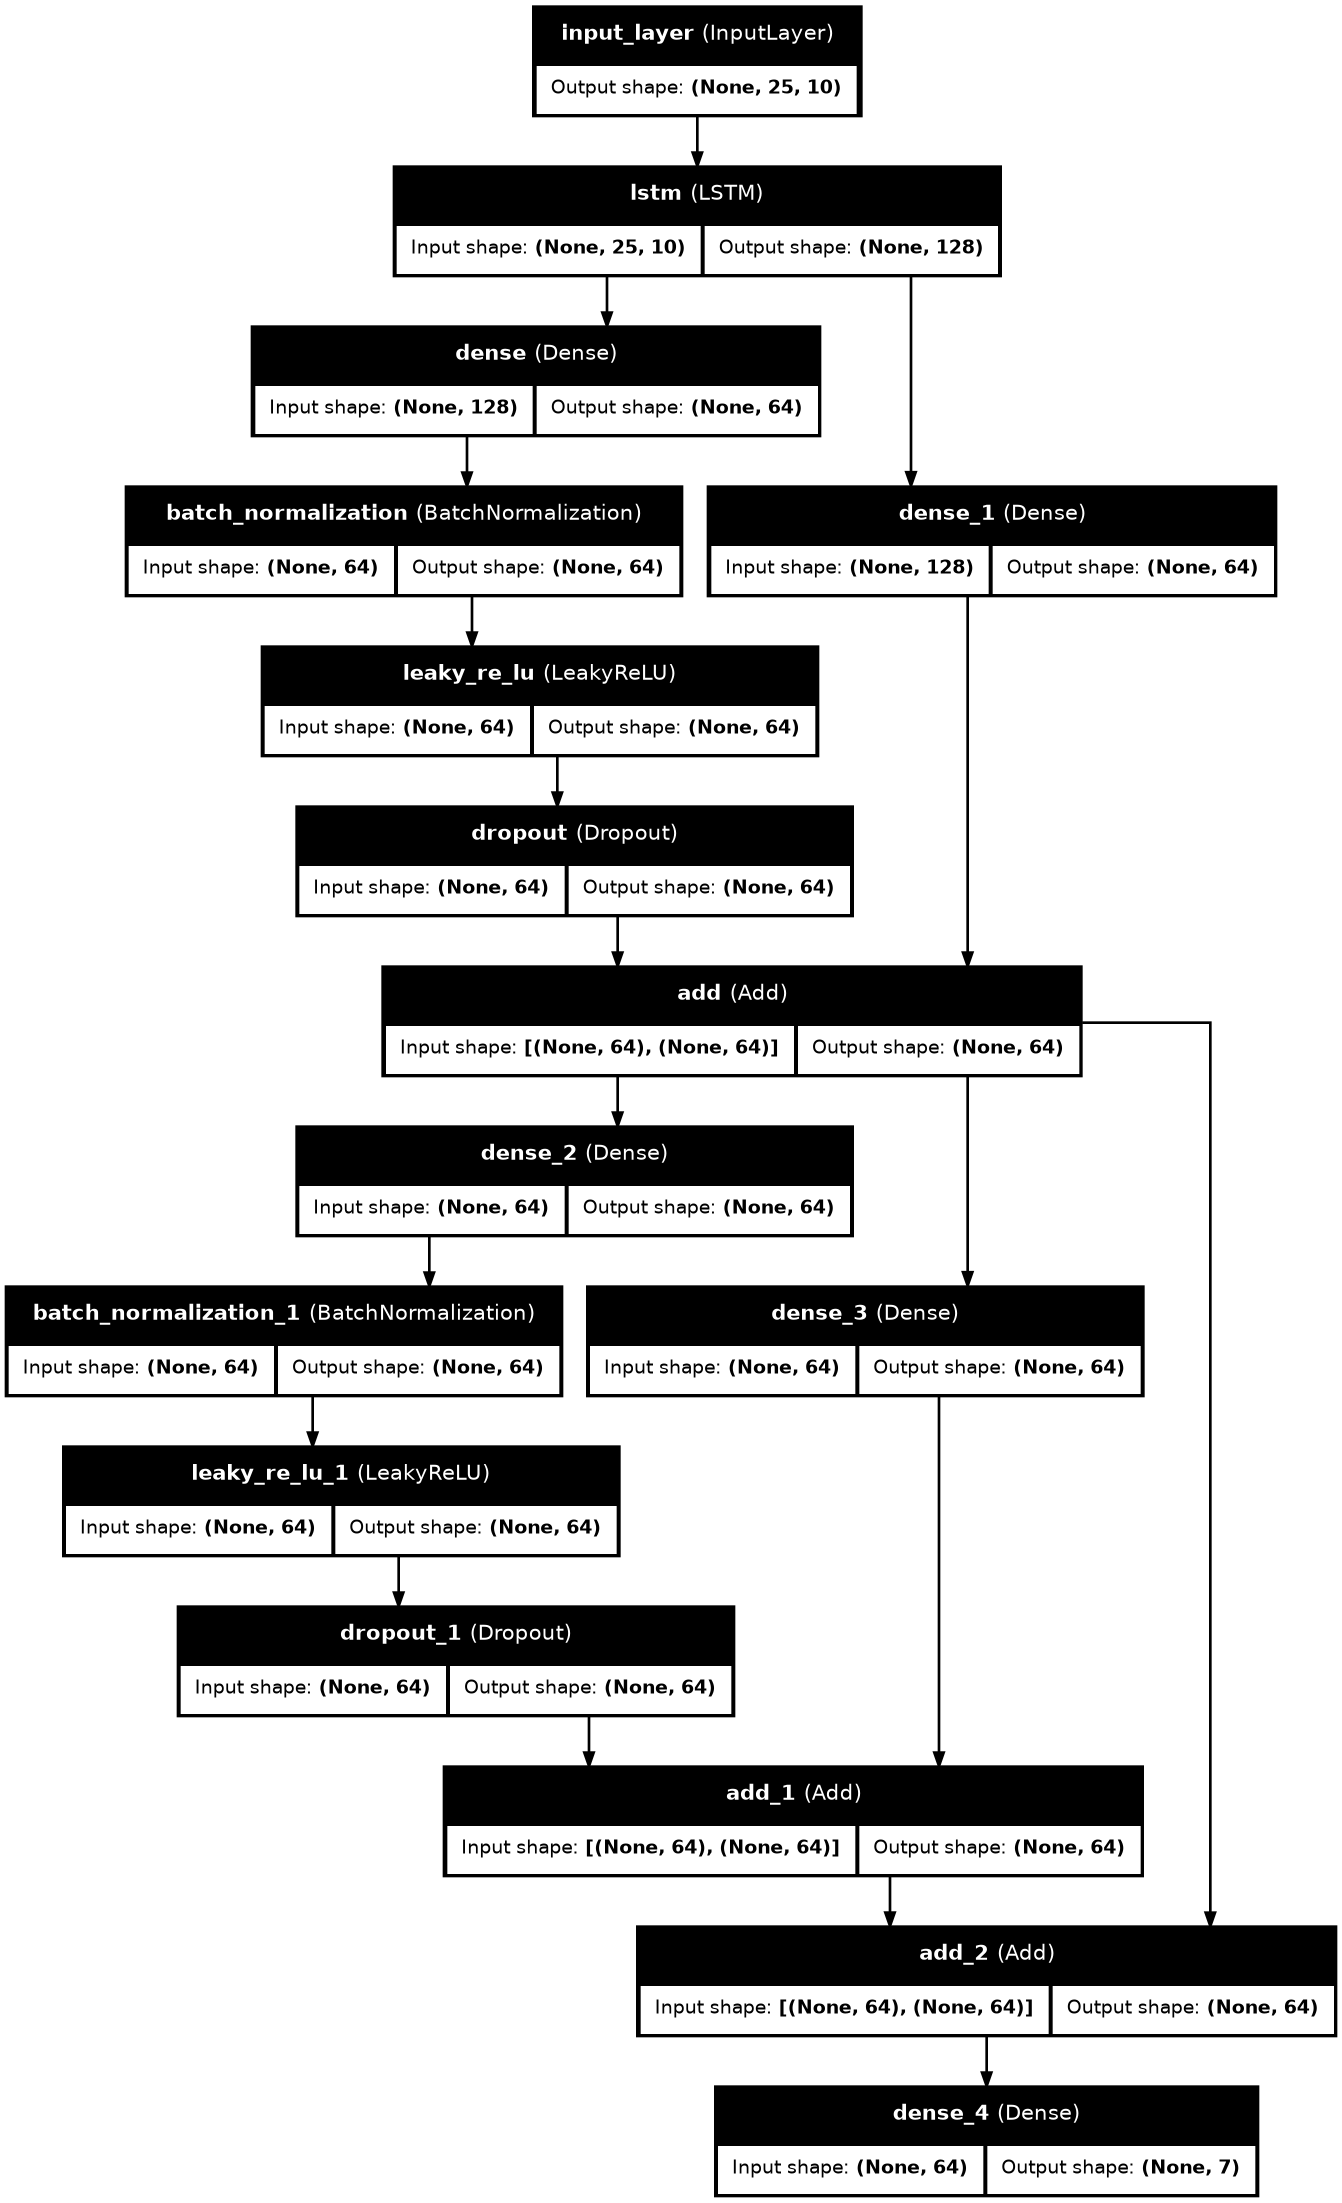 input_layer (InputLayer)
Output shape: (None, 25, 10)
lstm (LSTM)
Input shape: (None, 25, 10) Output shape: (None, 128)
dense (Dense)
Input shape: (None, 128) Output shape: (None, 64)
batch_normalization (BatchNormalization)
Input shape: (None, 64) Output shape: (None, 64)
dense_1 (Dense)
Input shape: (None, 128) Output shape: (None, 64)
leaky_re_lu (LeakyReLU)
Input shape: (None, 64) Output shape: (None, 64)
dropout (Dropout)
Input shape: (None, 64) Output shape: (None, 64)
add (Add)
Input shape: [(None, 64), (None, 64)] Output shape: (None, 64)
dense_2 (Dense)
Input shape: (None, 64) Output shape: (None, 64)
batch_normalization_1 (BatchNormalization)
Input shape: (None, 64) Output shape: (None, 64)
dense_3 (Dense)
Input shape: (None, 64) Output shape: (None, 64)
leaky_re_lu_1 (LeakyReLU)
Input shape: (None, 64) Output shape: (None, 64)
dropout_1 (Dropout)
Input shape: (None, 64) Output shape: (None, 64)
add_1 (Add)
Input shape: [(None, 64), (None, 64)] Output shape: (None, 64)
add_2 (Add)
Input shape: [(None, 64), (None, 64)] Output shape: (None, 64)
dense_4 (Dense)
Input shape: (None, 64) Output shape: (None, 7)